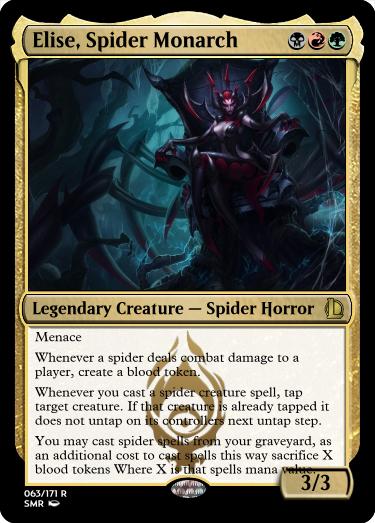 Elise, Spider Monarch
Legendary Creature — Spider Horror
Menace
Whenever a spider deals combat damage to a
player, create a blood token.
Whenever you cast a spider creature spell, tap
target creature. If that creature is already tapped it
does not untap on its controllers next untap step.
You may cast spider spells from your graveyard, as
an additional cost to cast spells this way sacrifice X
blood tokens Where X is that spells mana value.
3/3
063/171 R
SMR